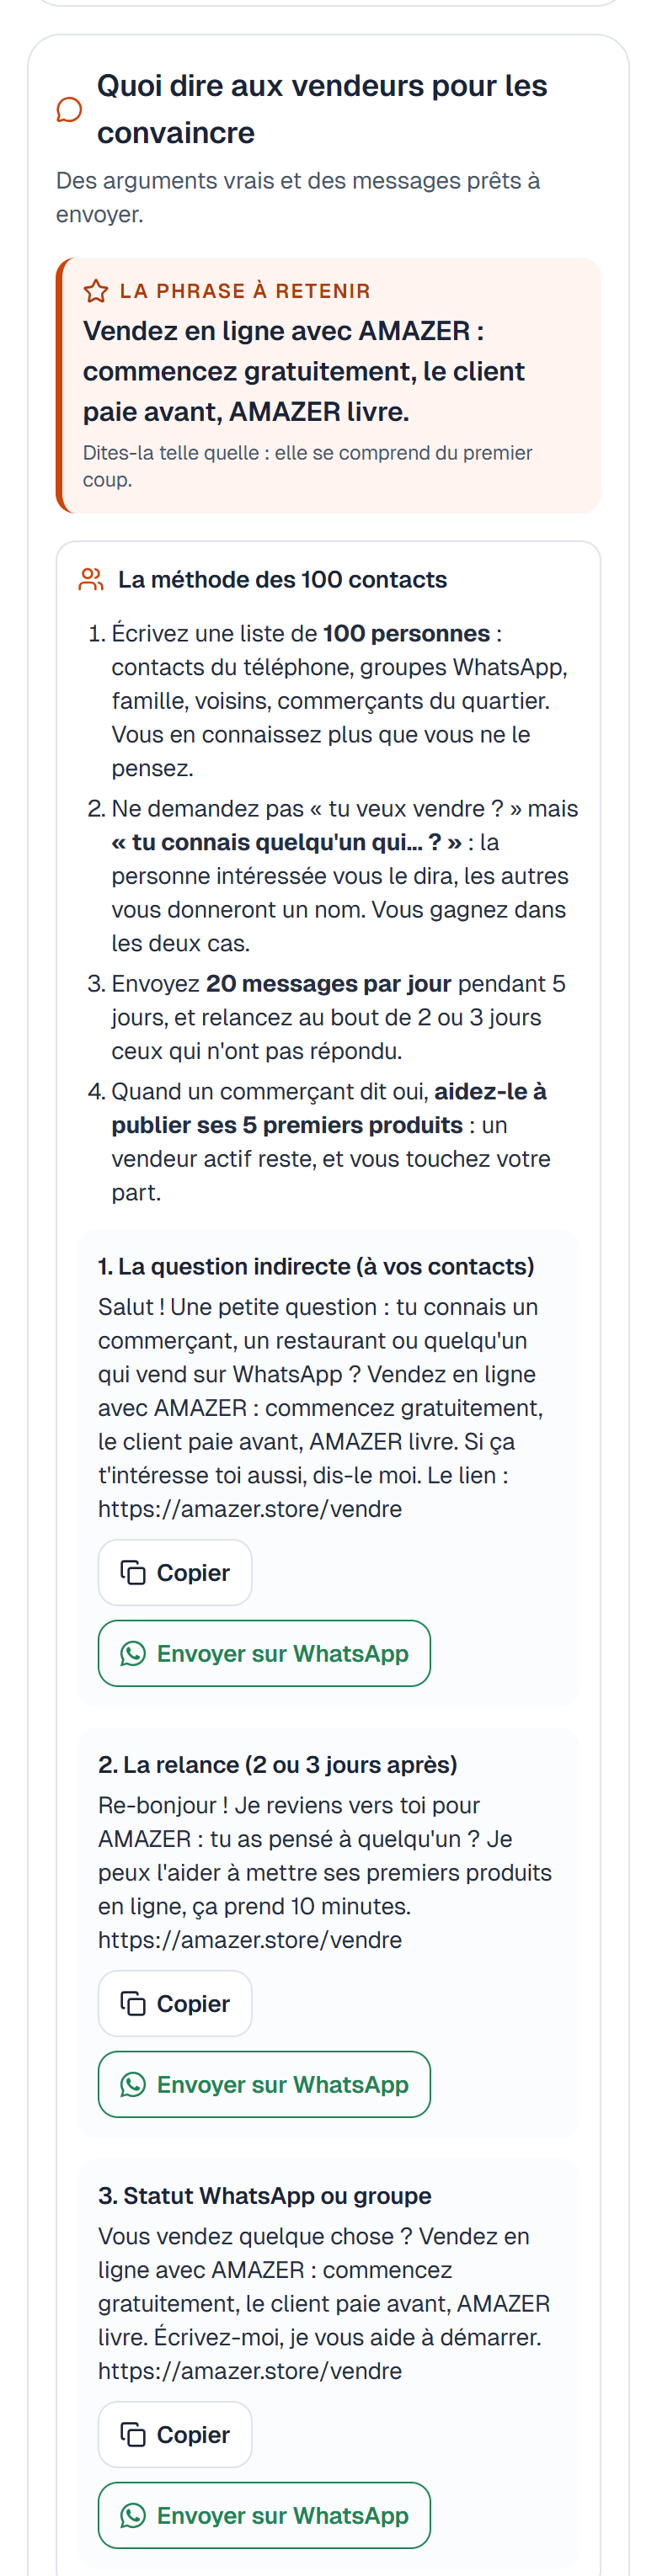 Quoi dire aux vendeurs pour les
convaincre
Des arguments vrais et des messages prêts à
envoyer.
LA PHRASE À RETENIR
Vendez en ligne avec AMAZER :
commencez gratuitement, le client
paie avant, AMAZER livre.
Dites-la telle quelle : elle se comprend du premier
coup.
La méthode des 100 contacts
1. Écrivez une liste de 100 personnes :
contacts du téléphone, groupes WhatsApp,
famille, voisins, commerçants du quartier.
Vous en connaissez plus que vous ne le
pensez.
2. Ne demandez pas « tu veux vendre ? » mais
« tu connais quelqu'un qui... ? » : la
personne intéressée vous le dira, les autres
vous donneront un nom. Vous gagnez dans
les deux cas.
3. Envoyez 20 messages par jour pendant 5
jours, et relancez au bout de 2 ou 3 jours
ceux qui n'ont pas répondu.
4. Quand un commerçant dit oui, aidez-le à
publier ses 5 premiers produits : un
vendeur actif reste, et vous touchez votre
part.
1. La question indirecte (à vos contacts)
Salut ! Une petite question : tu connais un
commerçant, un restaurant ou quelqu'un
qui vend sur WhatsApp ? Vendez en ligne
avec AMAZER : commencez gratuitement,
le client paie avant, AMAZER livre. Si ça
t'intéresse toi aussi, dis-le moi. Le lien :
https://amazer.store/vendre
Copier
Envoyer sur WhatsApp
2. La relance (2 ou 3 jours après)
Re-bonjour ! Je reviens vers toi pour
AMAZER : tu as pensé à quelqu'un ? Je
peux l'aider à mettre ses premiers produits
en ligne, ça prend 10 minutes.
https://amazer.store/vendre
Copier
Envoyer sur WhatsApp
3. Statut WhatsApp ou groupe
Vous vendez quelque chose ? Vendez en
ligne avec AMAZER : commencez
gratuitement, le client paie avant, AMAZER
livre. Écrivez-moi, je vous aide à démarrer.
https://amazer.store/vendre
Copier
Envoyer sur WhatsApp